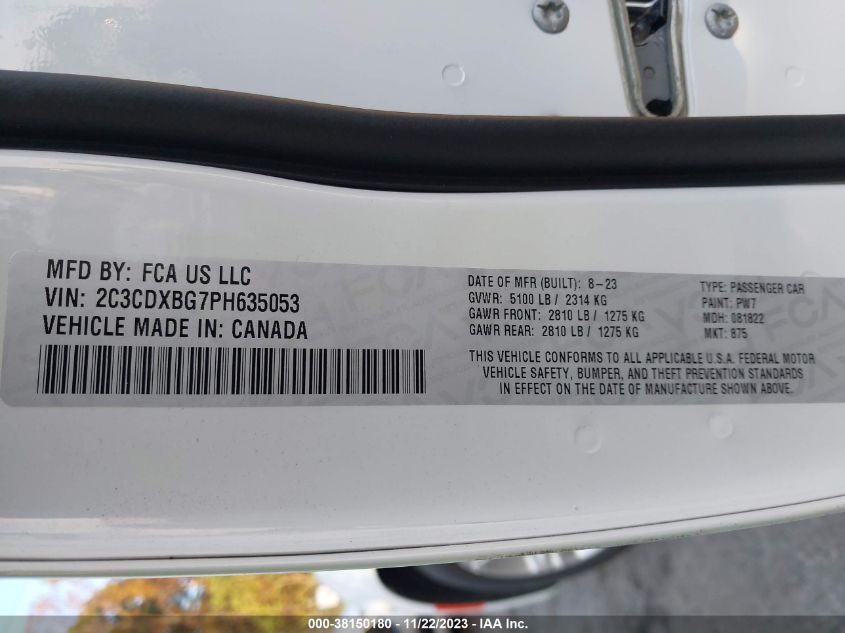 MFD BY: FCA US LLC
VIN: 2C3CDXBG7PH635053
VEHICLE MADE IN: CANADA
DATE OF MFR (BUILT): 8-23
GVWR: 5100 LB / 2314 KG
GAWR FRONT: 2810 LB / 1275 KG
GAWR REAR: 2810 LB / 1275 KG
TYPE: PASSENGER CAR
PAINT: PW7
MDH: 081822
MKT: 875
THIS VEHICLE CONFORMS TO ALL APPLICABLE U.S.A. FEDERAL MOTOR
VEHICLE SAFETY, BUMPER, AND THEFT PREVENTION STANDARDS
IN EFFECT ON THE DATE OF MANUFACTURE SHOWN ABOVE.
000-38150180 - 11/22/2023 - IAA Inc.